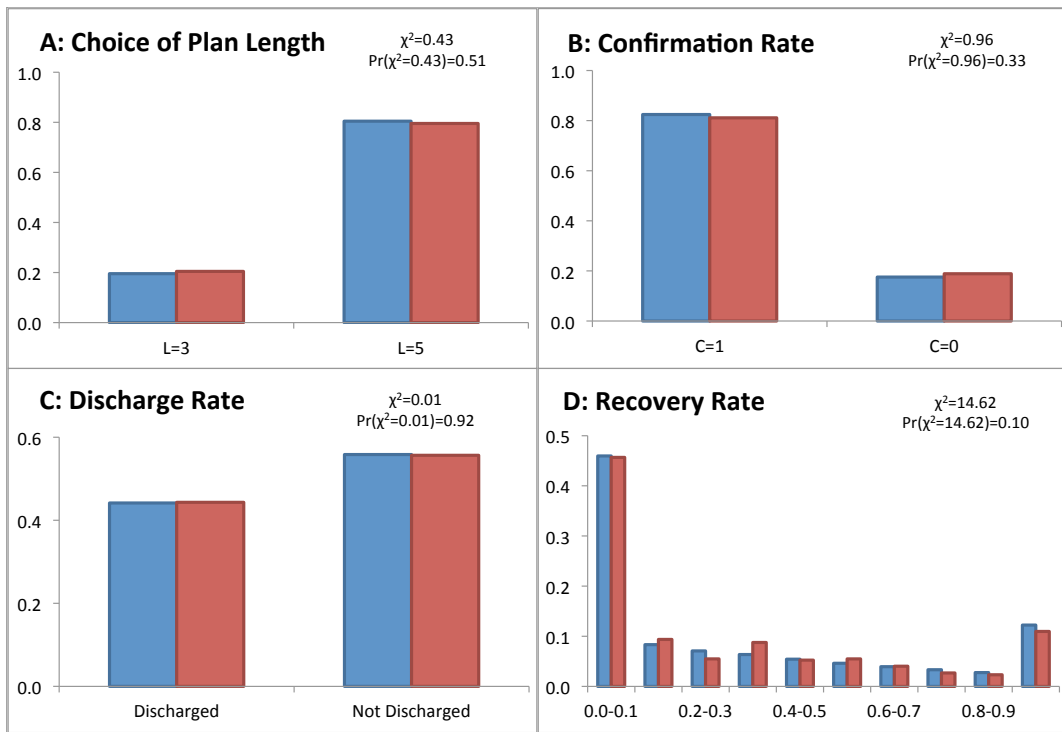 A: Choice of Plan Length
χ²=0.43
Pr(χ²=0.43)=0.51
1.0
0.8
0.6
0.4
0.2
0.0
L=3 L=5
B: Confirmation Rate
χ²=0.96
Pr(χ²=0.96)=0.33
1.0
0.8
0.6
0.4
0.2
0.0
C=1 C=0
C: Discharge Rate
χ²=0.01
Pr(χ²=0.01)=0.92
0.6
0.4
0.2
0.0
Discharged Not Discharged
D: Recovery Rate
χ²=14.62
Pr(χ²=14.62)=0.10
0.5
0.4
0.3
0.2
0.1
0.0
0.0-0.1 0.2-0.3 0.4-0.5 0.6-0.7 0.8-0.9